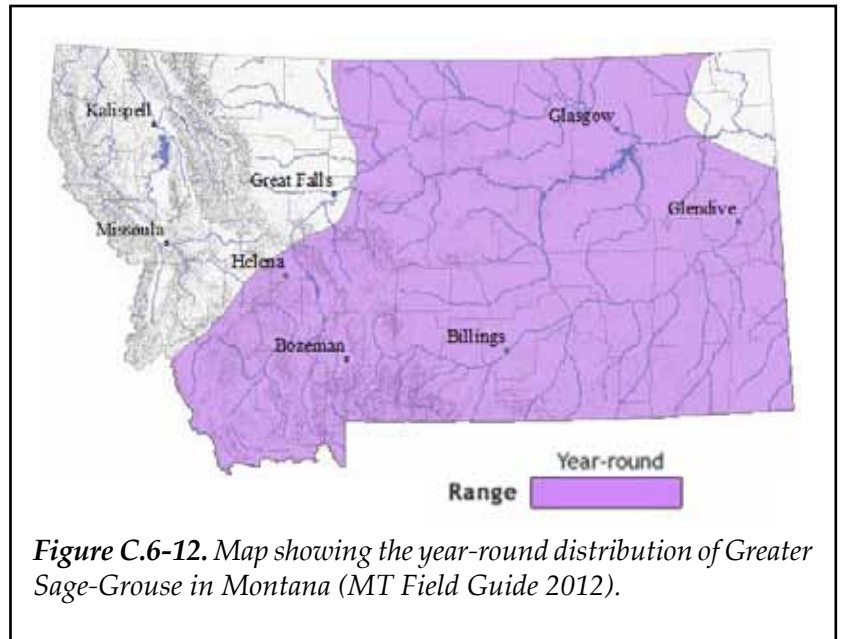 Kalispell
Glasgow
Great Falls
Glendive
Missoula
Helena
Billings
Bozeman
Year-round
Range
Figure C.6-12. Map showing the year-round distribution of Greater
Sage-Grouse in Montana (MT Field Guide 2012).